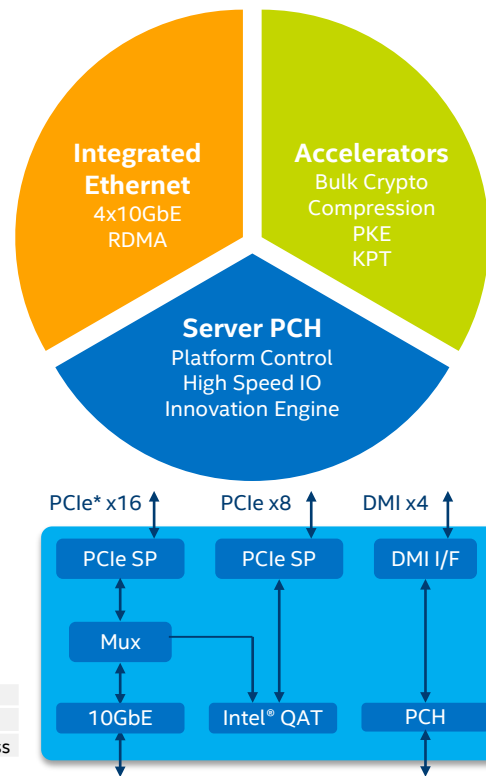 Integrated
Ethernet
4x10GbE
RDMA
Accelerators
Bulk Crypto
Compression
PKE
KPT
Server PCH
Platform Control
High Speed IO
Innovation Engine
PCIe* x16
PCIe x8
DMI x4
PCIe SP
PCIe SP
DMI I/F
Mux
10GbE
Intel® QAT
PCH